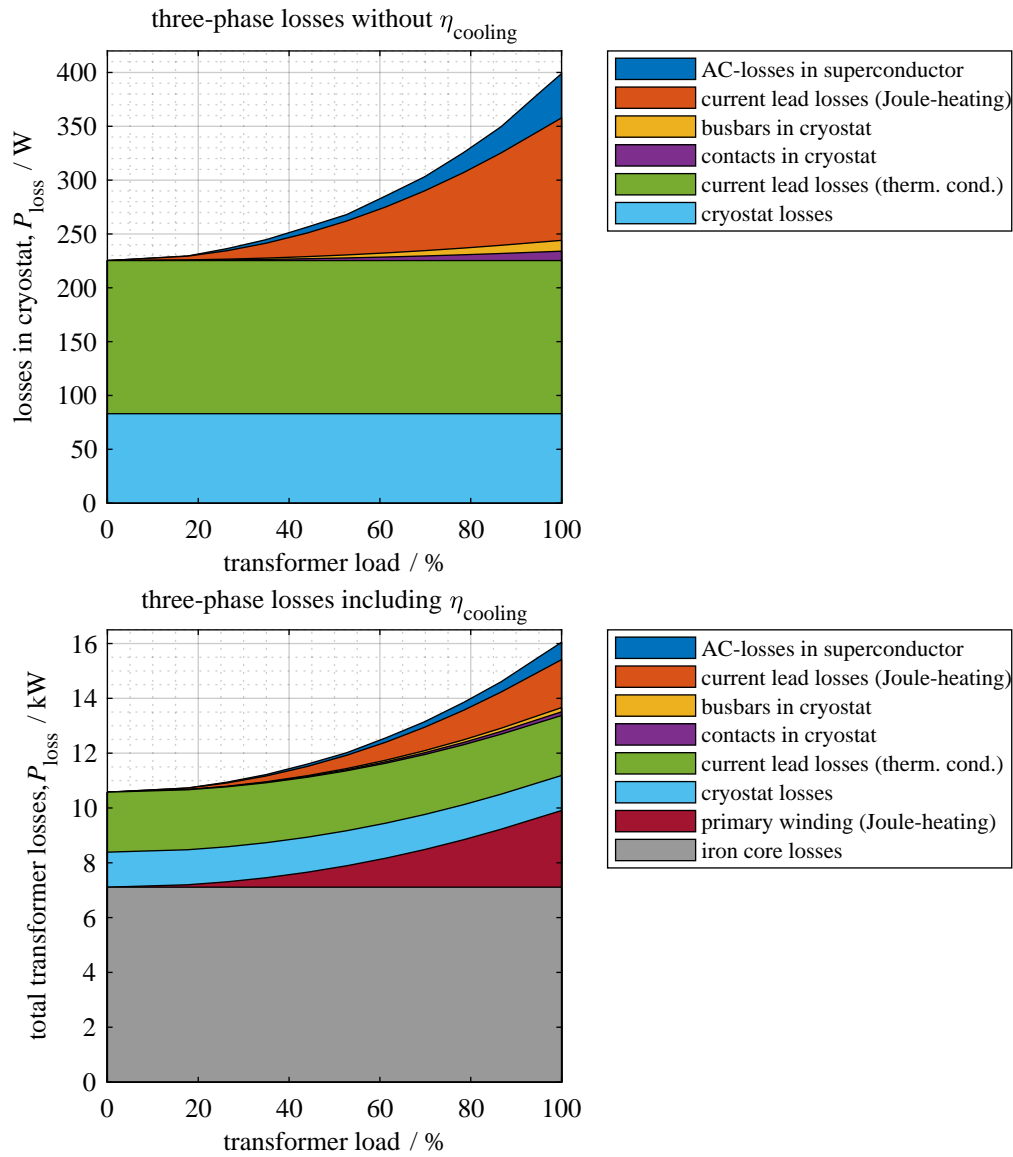 three-phase losses without η_cooling
400
350
300
250
200
150
100
50
0
losses in cryostat, P_loss / W
0 20 40 60 80 100
transformer load / %
AC-losses in superconductor
current lead losses (Joule-heating)
busbars in cryostat
contacts in cryostat
current lead losses (therm. cond.)
cryostat losses
three-phase losses including η_cooling
16
14
12
10
8
6
4
2
0
total transformer losses, P_loss / kW
0 20 40 60 80 100
transformer load / %
AC-losses in superconductor
current lead losses (Joule-heating)
busbars in cryostat
contacts in cryostat
current lead losses (therm. cond.)
cryostat losses
primary winding (Joule-heating)
iron core losses